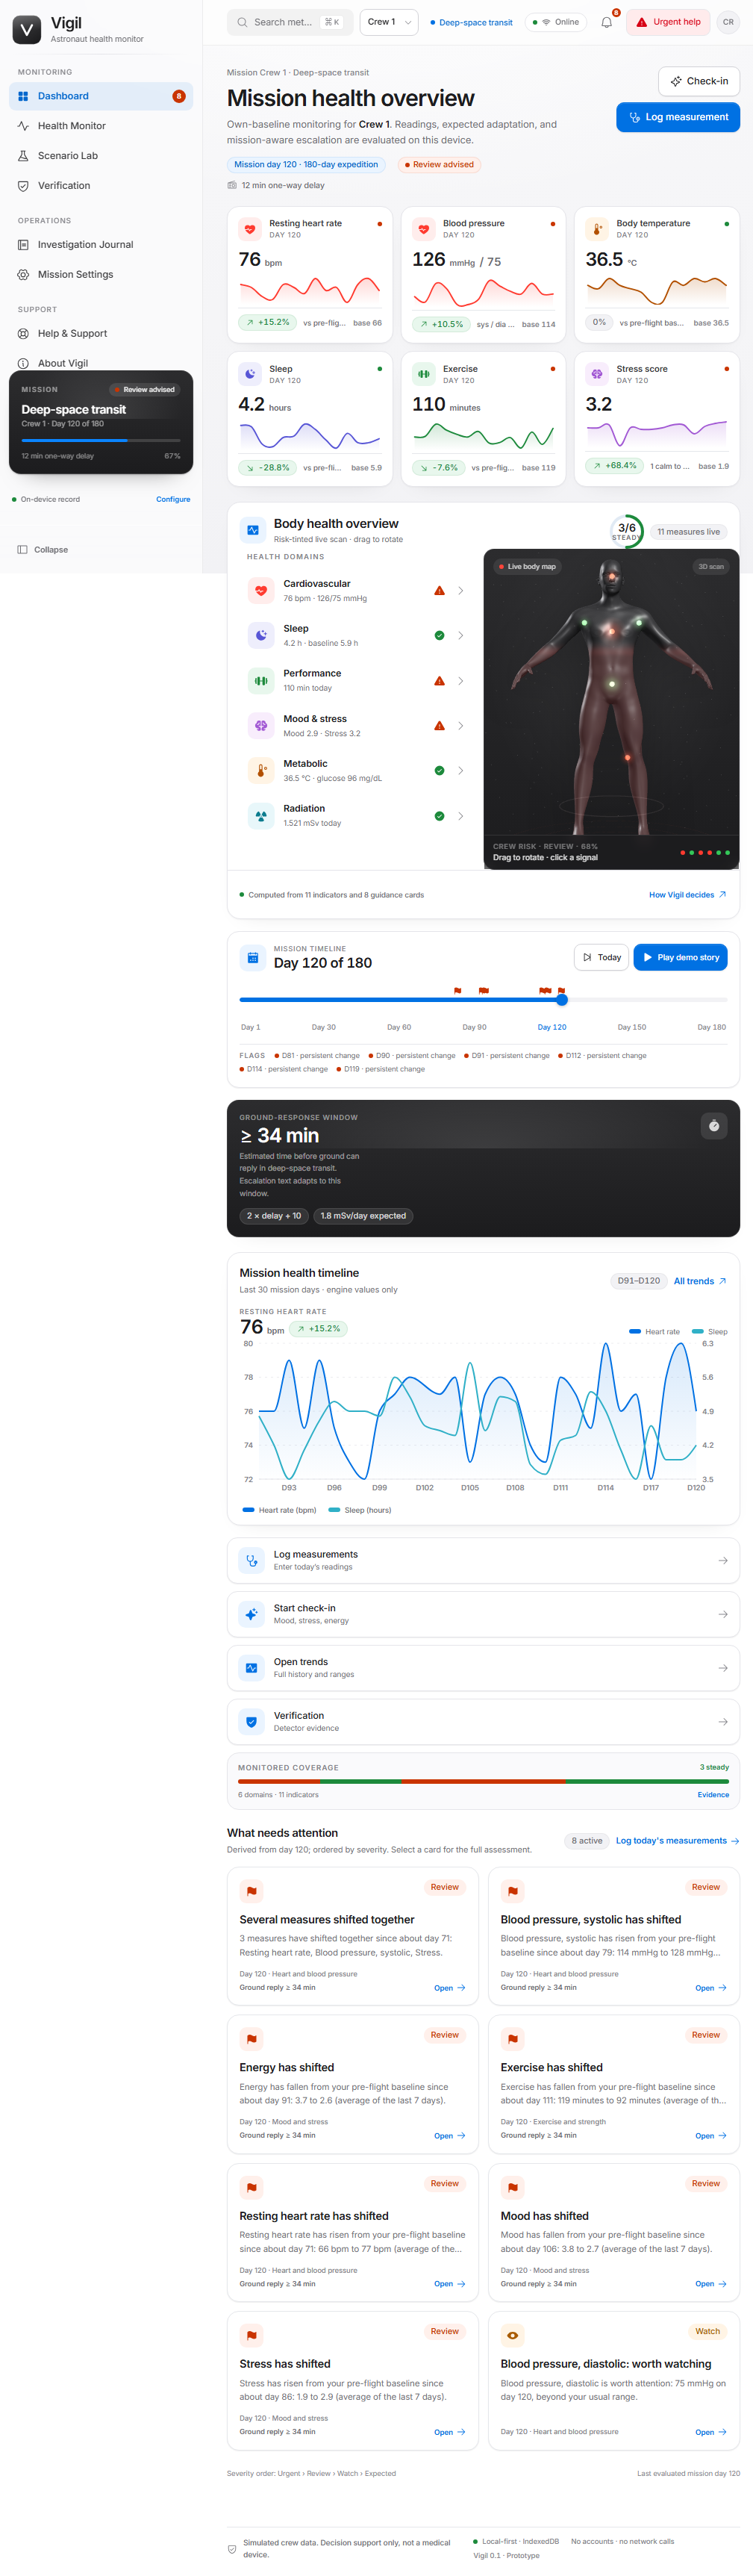 Vigil
Astronaut health monitor
MONITORING
Dashboard
8
Health Monitor
Scenario Lab
Verification
OPERATIONS
Investigation Journal
Mission Settings
SUPPORT
Help & Support
About Vigil
MISSION
Review advised
Deep-space transit
Crew 1 · Day 120 of 180
12 min one-way delay
67%
On-device record
Configure
Collapse
Search met...
⌘K
Crew 1
Deep-space transit
Online
8
Urgent help
CR
Mission Crew 1 · Deep-space transit
Mission health overview
Own-baseline monitoring for Crew 1. Readings, expected adaptation, and
mission-aware escalation are evaluated on this device.
Check-in
Log measurement
Mission day 120 · 180-day expedition
Review advised
12 min one-way delay
Resting heart rate
DAY 120
76 bpm
+15.2%
vs pre-flig...
base 66
Blood pressure
DAY 120
126 mmHg / 75
+10.5%
sys / dia ...
base 114
Body temperature
DAY 120
36.5 °C
0%
vs pre-flight bas...
base 36.5
Sleep
DAY 120
4.2 hours
-28.8%
vs pre-fli...
base 5.9
Exercise
DAY 120
110 minutes
-7.6%
vs pre-flig...
base 119
Stress score
DAY 120
3.2
+68.4%
1 calm to ...
base 1.9
Body health overview
Risk-tinted live scan · drag to rotate
3/6
STEADY
11 measures live
HEALTH DOMAINS
Cardiovascular
76 bpm · 126/75 mmHg
Sleep
4.2 h · baseline 5.9 h
Performance
110 min today
Mood & stress
Mood 2.9 · Stress 3.2
Metabolic
36.5 °C · glucose 96 mg/dL
Radiation
1.521 mSv today
Live body map
3D scan
CREW RISK · REVIEW · 68%
Drag to rotate · click a signal
Computed from 11 indicators and 8 guidance cards
How Vigil decides
MISSION TIMELINE
Day 120 of 180
Today
Play demo story
Day 1
Day 30
Day 60
Day 90
Day 120
Day 150
Day 180
FLAGS
D81 · persistent change
D90 · persistent change
D91 · persistent change
D112 · persistent change
D114 · persistent change
D119 · persistent change
GROUND-RESPONSE WINDOW
≥ 34 min
Estimated time before ground can
reply in deep-space transit.
Escalation text adapts to this
window.
2 × delay + 10
1.8 mSv/day expected
Mission health timeline
Last 30 mission days · engine values only
D91–D120
All trends
RESTING HEART RATE
76 bpm
+15.2%
Heart rate
Sleep
80
78
76
74
72
6.3
5.6
4.9
4.2
3.5
D93
D96
D99
D102
D105
D108
D111
D114
D117
D120
Heart rate (bpm)
Sleep (hours)
Log measurements
Enter today's readings
Start check-in
Mood, stress, energy
Open trends
Full history and ranges
Verification
Detector evidence
MONITORED COVERAGE
3 steady
6 domains · 11 indicators
Evidence
What needs attention
Derived from day 120; ordered by severity. Select a card for the full assessment.
8 active
Log today's measurements
Review
Several measures shifted together
3 measures have shifted together since about day 71:
Resting heart rate, Blood pressure, systolic, Stress.
Day 120 · Heart and blood pressure
Ground reply ≥ 34 min
Open
Review
Blood pressure, systolic has shifted
Blood pressure, systolic has risen from your pre-flight
baseline since about day 79: 114 mmHg to 128 mmHg...
Day 120 · Heart and blood pressure
Ground reply ≥ 34 min
Open
Review
Energy has shifted
Energy has fallen from your pre-flight baseline since
about day 91: 3.7 to 2.6 (average of the last 7 days).
Day 120 · Mood and stress
Ground reply ≥ 34 min
Open
Review
Exercise has shifted
Exercise has fallen from your pre-flight baseline since
about day 111: 119 minutes to 92 minutes (average of th...
Day 120 · Exercise and strength
Ground reply ≥ 34 min
Open
Review
Resting heart rate has shifted
Resting heart rate has risen from your pre-flight baseline
since about day 71: 66 bpm to 77 bpm (average of the...
Day 120 · Heart and blood pressure
Ground reply ≥ 34 min
Open
Review
Mood has shifted
Mood has fallen from your pre-flight baseline since
about day 106: 3.8 to 2.7 (average of the last 7 days).
Day 120 · Mood and stress
Ground reply ≥ 34 min
Open
Review
Stress has shifted
Stress has risen from your pre-flight baseline since
about day 86: 1.9 to 2.9 (average of the last 7 days).
Day 120 · Mood and stress
Ground reply ≥ 34 min
Open
Watch
Blood pressure, diastolic: worth watching
Blood pressure, diastolic is worth attention: 75 mmHg on
day 120, beyond your usual range.
Day 120 · Heart and blood pressure
Open
Severity order: Urgent › Review › Watch › Expected
Last evaluated mission day 120
Simulated crew data. Decision support only, not a medical
device.
Local-first · IndexedDB
No accounts · no network calls
Vigil 0.1 · Prototype